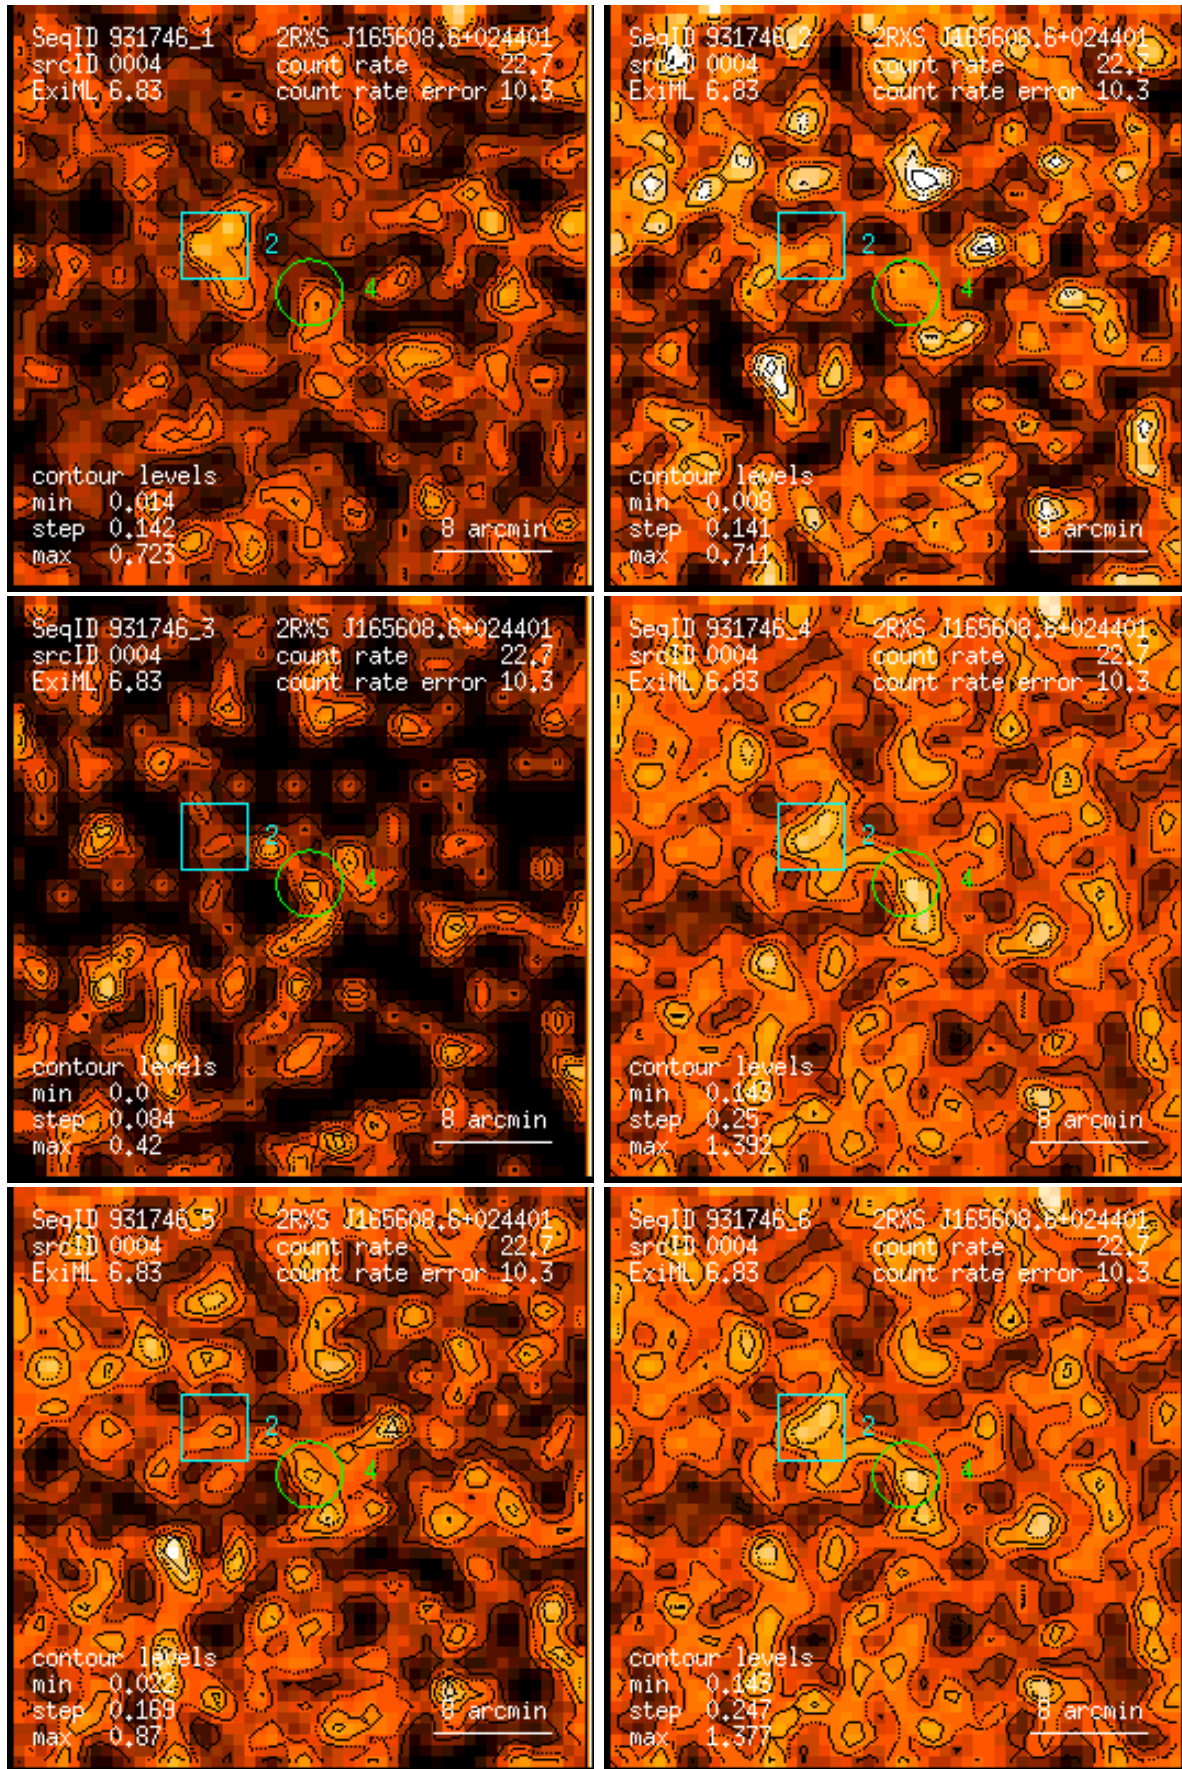 SeqID 931746_1 2RXS J165608.6+024401
srcID 0004 count rate 22.7
ExiML 6.83 count rate error 10.3
2
4
contour levels
min 0.014
step 0.142 8 arcmin
max 0.723
SeqID 931746_2 2RXS J165608.6+024401
srcID 0004 count rate 22.7
ExiML 6.83 count rate error 10.3
2
4
contour levels
min 0.008
step 0.141 8 arcmin
max 0.711
SeqID 931746_3 2RXS J165608.6+024401
srcID 0004 count rate 22.7
ExiML 6.83 count rate error 10.3
2
4
contour levels
min 0.0
step 0.084 8 arcmin
max 0.42
SeqID 931746_4 2RXS J165608.6+024401
srcID 0004 count rate 22.7
ExiML 6.83 count rate error 10.3
2
4
contour levels
min 0.143
step 0.25 8 arcmin
max 1.392
SeqID 931746_5 2RXS J165608.6+024401
srcID 0004 count rate 22.7
ExiML 6.83 count rate error 10.3
2
4
contour levels
min 0.022
step 0.169 8 arcmin
max 0.87
SeqID 931746_6 2RXS J165608.6+024401
srcID 0004 count rate 22.7
ExiML 6.83 count rate error 10.3
2
4
contour levels
min 0.143
step 0.247 8 arcmin
max 1.377